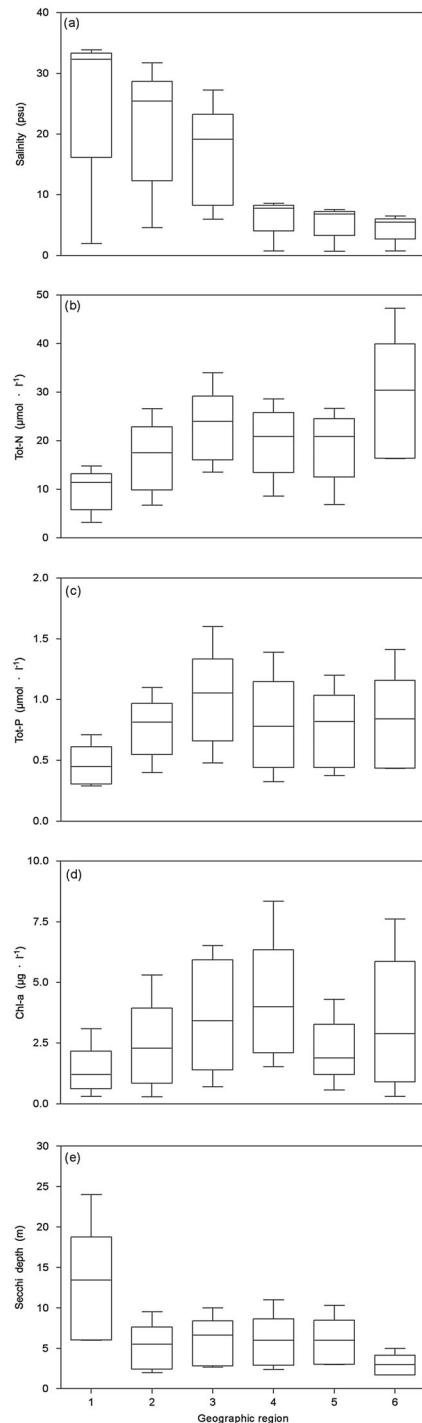 (a)
Salinity (psu)
40
30
20
10
0
(b)
Tot-N (µmol · l⁻¹)
50
40
30
20
10
0
(c)
Tot-P (µmol · l⁻¹)
2.0
1.5
1.0
0.5
0.0
(d)
Chl-a (µg · l⁻¹)
10.0
7.5
5.0
2.5
0.0
(e)
Secchi depth (m)
30
25
20
15
10
5
0
1 2 3 4 5 6
Geographic region